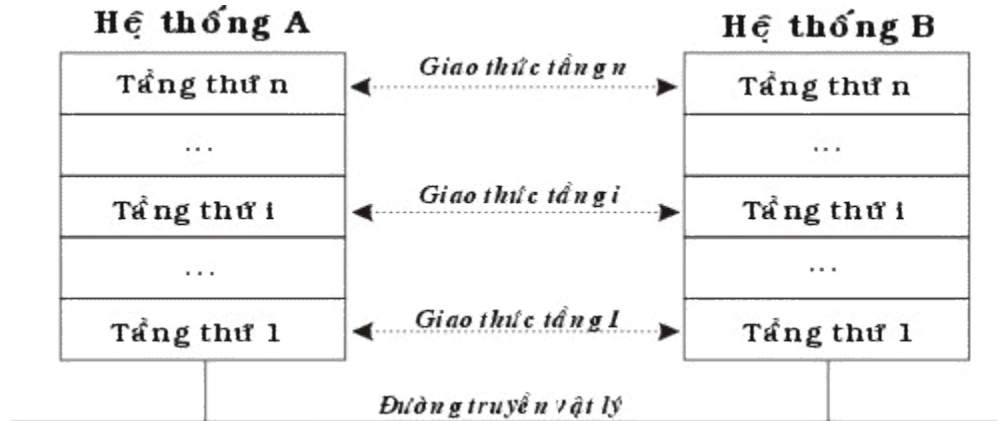 Hệ thống A
Hệ thống B
Tầng thứ n
Giao thức tầng n
Tầng thứ n
...
...
Tầng thứ i
Giao thức tầng i
Tầng thứ i
...
...
Tầng thứ 1
Giao thức tầng 1
Tầng thứ 1
Đường truyền vật lý